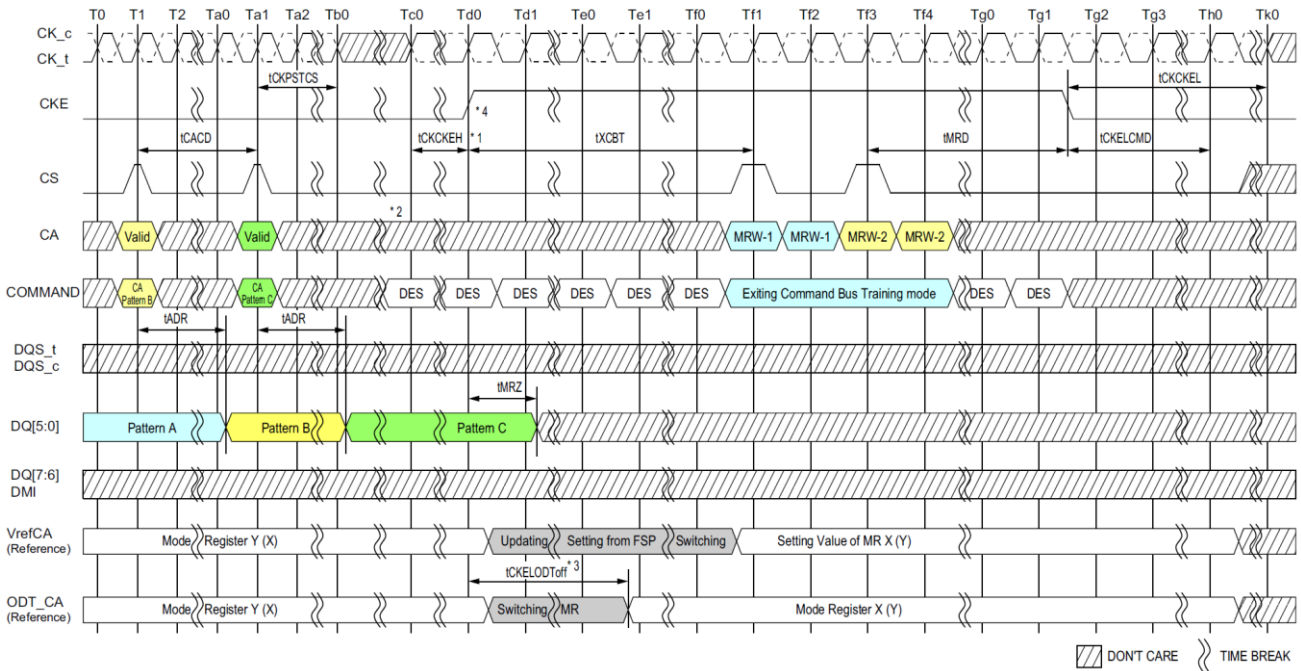 T0 T1 T2 Ta0 Ta1 Ta2 Tb0 Tc0 Td0 Td1 Te0 Te1 Tf0 Tf1 Tf2 Tf3 Tf4 Tg0 Tg1 Tg2 Tg3 Th0 Tk0
CK_c
CK_t
tCKPSTCS tCKCKEL
CKE * 4
tCACD tCKCKEH * 1 tXCBT tMRD tCKELCMD
CS
* 2
CA Valid Valid MRW-1 MRW-1 MRW-2 MRW-2
COMMAND CA Pattern B CA Pattern C DES DES DES DES DES DES Exiting Command Bus Training mode DES DES
tADR tADR
DQS_t
DQS_c
tMRZ
DQ[5:0] Pattern A Pattern B Pattern C
DQ[7:6]
DMI
VrefCA Mode Register Y (X) Updating Setting from FSP Switching Setting Value of MR X (Y)
(Reference)
tCKELODToff * 3
ODT_CA Mode Register Y (X) Switching MR Mode Register X (Y)
(Reference)
DON'T CARE TIME BREAK